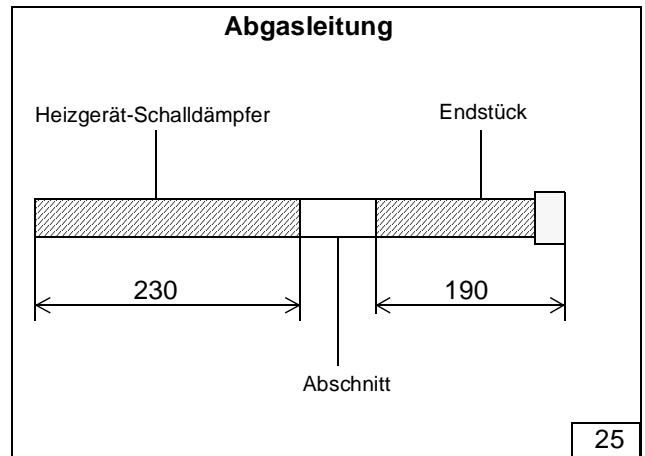 Abgasleitung
Heizgerät-Schalldämpfer
Endstück
230
190
Abschnitt
25